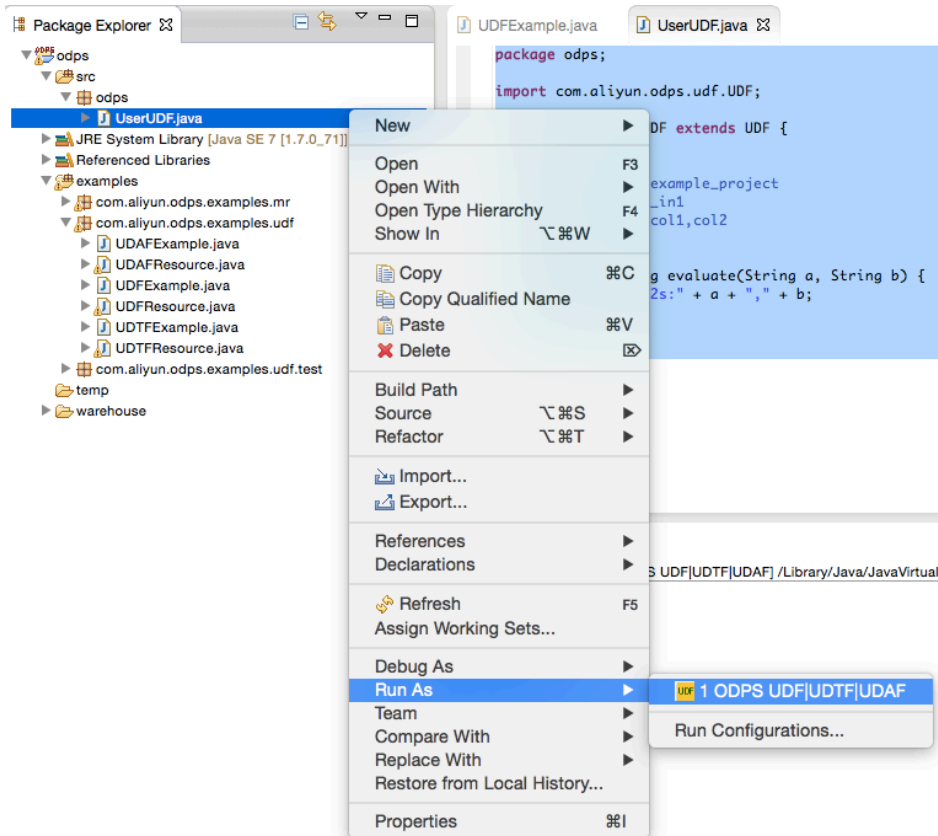 Package Explorer
UDFExample.java
UserUDF.java
odps
src
odps
UserUDF.java
JRE System Library [Java SE 7 [1.7.0_71]]
Referenced Libraries
examples
com.aliyun.odps.examples.mr
com.aliyun.odps.examples.udf
UDAFExample.java
UDAFResource.java
UDFExample.java
UDFResource.java
UDTFExample.java
UDTFResource.java
com.aliyun.odps.examples.udf.test
temp
warehouse
package odps;
import com.aliyun.odps.udf.UDF;
DF extends UDF {
example_project
_in1
col1,col2
g evaluate(String a, String b) {
2s:" + a + "," + b;
New
Open F3
Open With
Open Type Hierarchy F4
Show In ⌥⌘W
Copy ⌘C
Copy Qualified Name
Paste ⌘V
Delete ⌦
Build Path
Source ⌥⌘S
Refactor ⌥⌘T
Import...
Export...
References
Declarations
Refresh F5
Assign Working Sets...
Debug As
Run As
Team
Compare With
Replace With
Restore from Local History...
Properties ⌘I
UDF 1 ODPS UDF|UDTF|UDAF
Run Configurations...
S UDF|UDTF|UDAF] /Library/Java/JavaVirtual